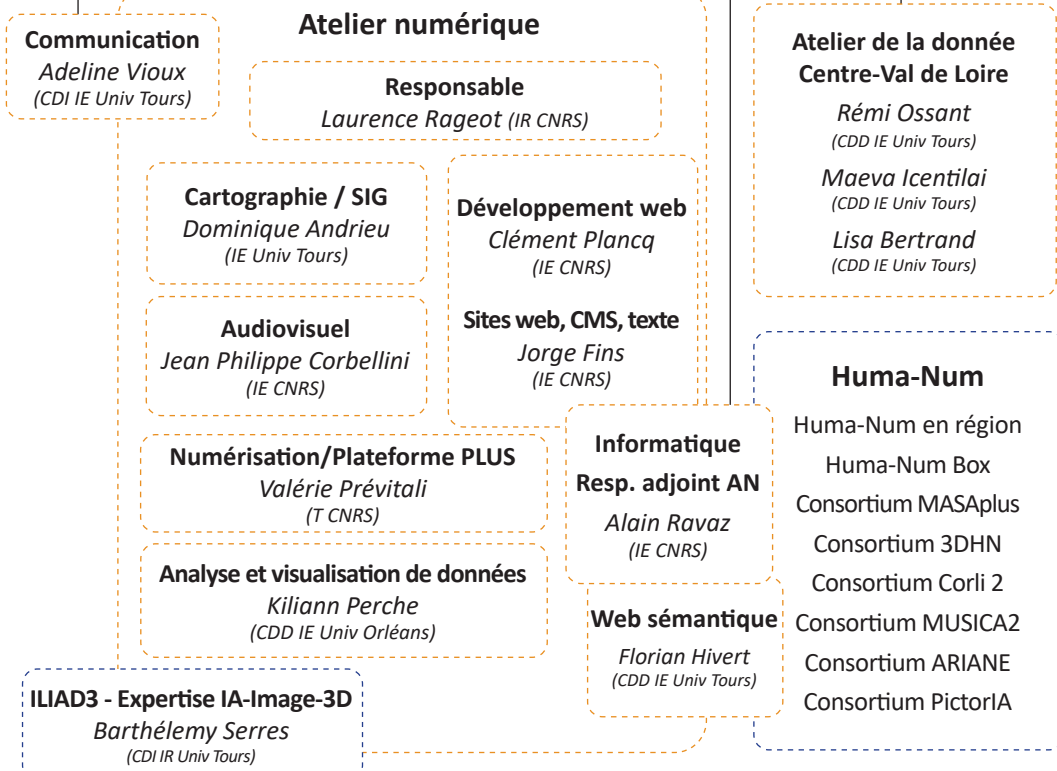 Communication
Adeline Vioux
(CDI IE Univ Tours)
Atelier numérique
Responsable
Laurence Rageot (IR CNRS)
Cartographie / SIG
Dominique Andrieu
(IE Univ Tours)
Développement web
Clément Plancq
(IE CNRS)
Sites web, CMS, texte
Jorge Fins
(IE CNRS)
Audiovisuel
Jean Philippe Corbellini
(IE CNRS)
Numérisation/Plateforme PLUS
Valérie Prévitali
(T CNRS)
Informatique
Resp. adjoint AN
Alain Ravaz
(IE CNRS)
Analyse et visualisation de données
Kiliann Perche
(CDD IE Univ Orléans)
Web sémantique
Florian Hivert
(CDD IE Univ Tours)
ILIAD3 - Expertise IA-Image-3D
Barthélemy Serres
(CDI IR Univ Tours)
Atelier de la donnée
Centre-Val de Loire
Rémi Ossant
(CDD IE Univ Tours)
Maeva Icentilai
(CDD IE Univ Tours)
Lisa Bertrand
(CDD IE Univ Tours)
Huma-Num
Huma-Num en région
Huma-Num Box
Consortium MASAplus
Consortium 3DHN
Consortium Corli 2
Consortium MUSICA2
Consortium ARIANE
Consortium PictorIA